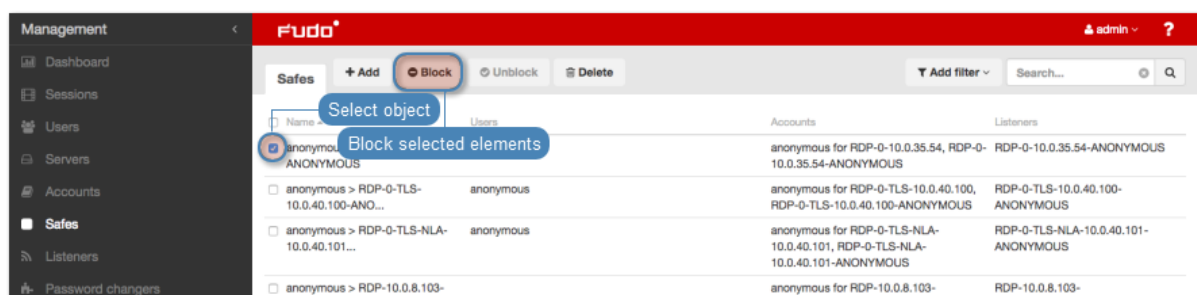 Management
FUDO
admin
?
Dashboard
Sessions
Users
Servers
Accounts
Safes
Listeners
Password changers
Safes
+ Add
Block
Unblock
Delete
Add filter
Search...
Select object
Block selected elements
Name
Users
Accounts
Listeners
anonymou
ANONYMOUS
anonymous for RDP-0-10.0.35.54, RDP-0-
10.0.35.54-ANONYMOUS
RDP-0-10.0.35.54-ANONYMOUS
anonymous > RDP-0-TLS-
10.0.40.100-ANO...
anonymous
anonymous for RDP-0-TLS-10.0.40.100,
RDP-0-TLS-10.0.40.100-ANONYMOUS
RDP-0-TLS-10.0.40.100-
ANONYMOUS
anonymous > RDP-0-TLS-NLA-
10.0.40.101...
anonymous
anonymous for RDP-0-TLS-NLA-
10.0.40.101, RDP-0-TLS-NLA-
10.0.40.101-ANONYMOUS
RDP-0-TLS-NLA-10.0.40.101-
ANONYMOUS
anonymous > RDP-10.0.8.103-
anonymous for RDP-10.0.8.103-
RDP-10.0.8.103-